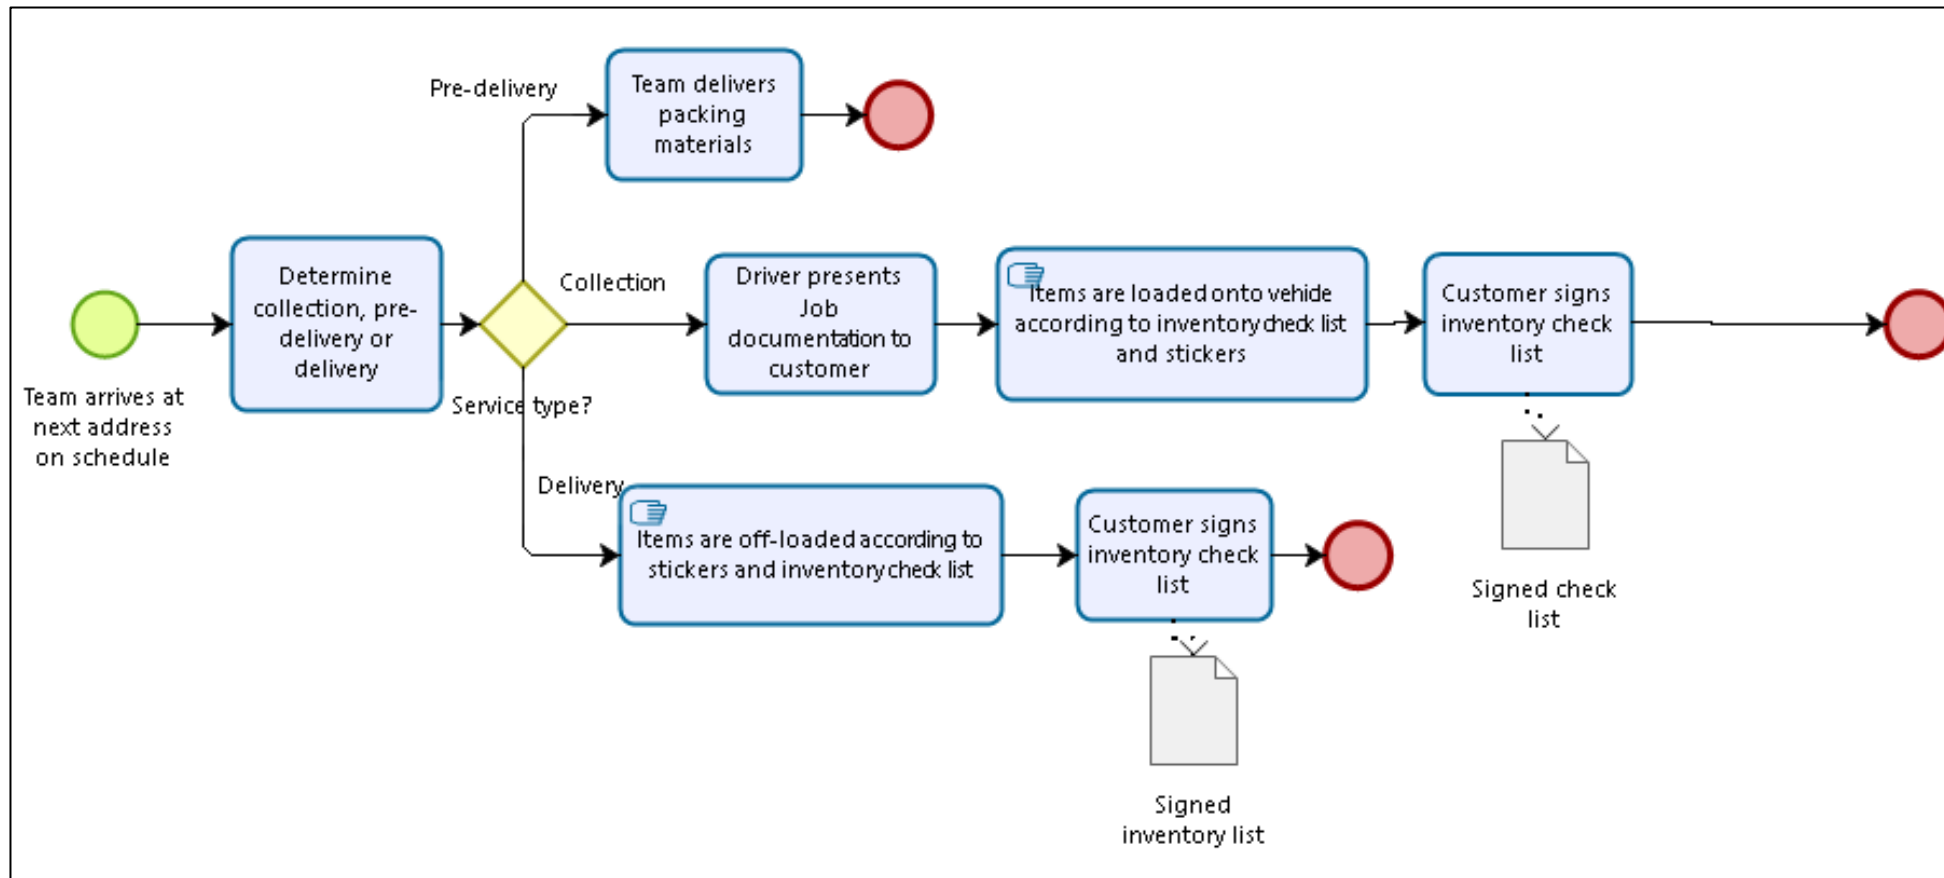 Pre-delivery
Team delivers
packing
materials
Determine
collection, pre-
delivery or
delivery
Collection
Driver presents
Job
documentation to
customer
Items are loaded onto vehicle
according to inventory check list
and stickers
Customer signs
inventory check
list
Team arrives at
next address
on schedule
Service type?
Delivery
Items are off-loaded according to
stickers and inventory check list
Customer signs
inventory check
list
Signed check
list
Signed
inventory list